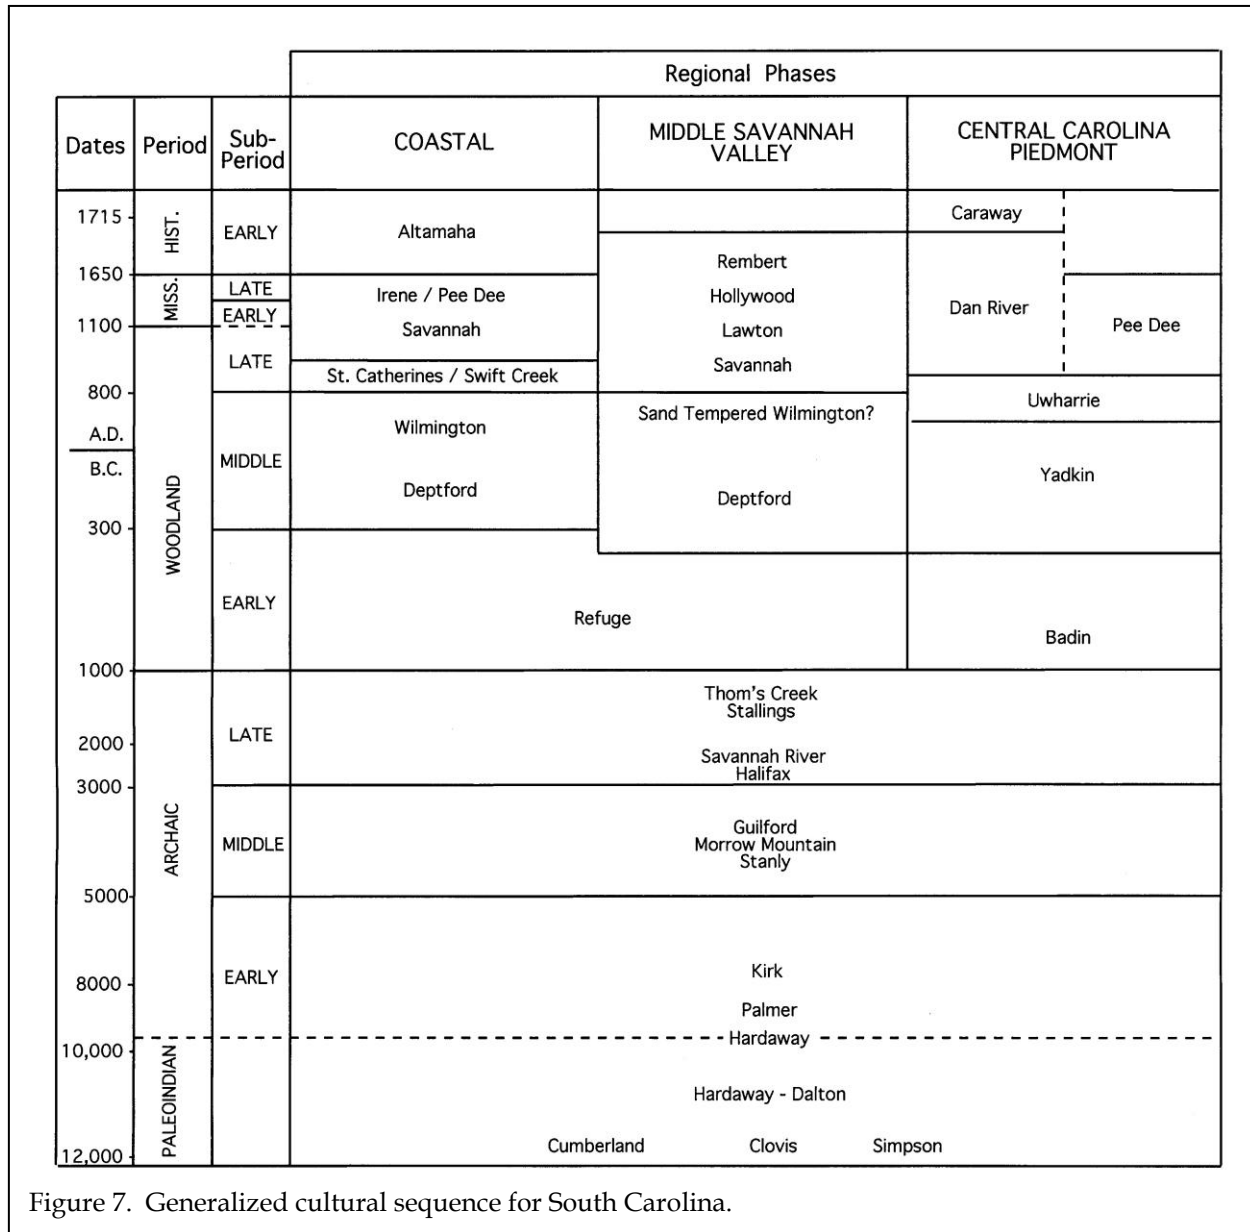 Regional Phases
Dates
Period
Sub-
Period
COASTAL
MIDDLE SAVANNAH
VALLEY
CENTRAL CAROLINA
PIEDMONT
1715
HIST.
EARLY
Altamaha
Caraway
1650
MISS.
LATE
Irene / Pee Dee
Rembert
Hollywood
Dan River
EARLY
1100
Savannah
Lawton
Pee Dee
LATE
Savannah
St. Catherines / Swift Creek
800
Uwharrie
A.D.
B.C.
WOODLAND
MIDDLE
Wilmington
Sand Tempered Wilmington?
Yadkin
Deptford
Deptford
300
EARLY
Refuge
Badin
1000
ARCHAIC
LATE
Thom's Creek
Stallings
2000
Savannah River
Halifax
3000
MIDDLE
Guilford
Morrow Mountain
Stanly
5000
EARLY
Kirk
8000
Palmer
Hardaway
10,000
PALEOINDIAN
Hardaway - Dalton
Cumberland
Clovis
Simpson
12,000
Figure 7. Generalized cultural sequence for South Carolina.